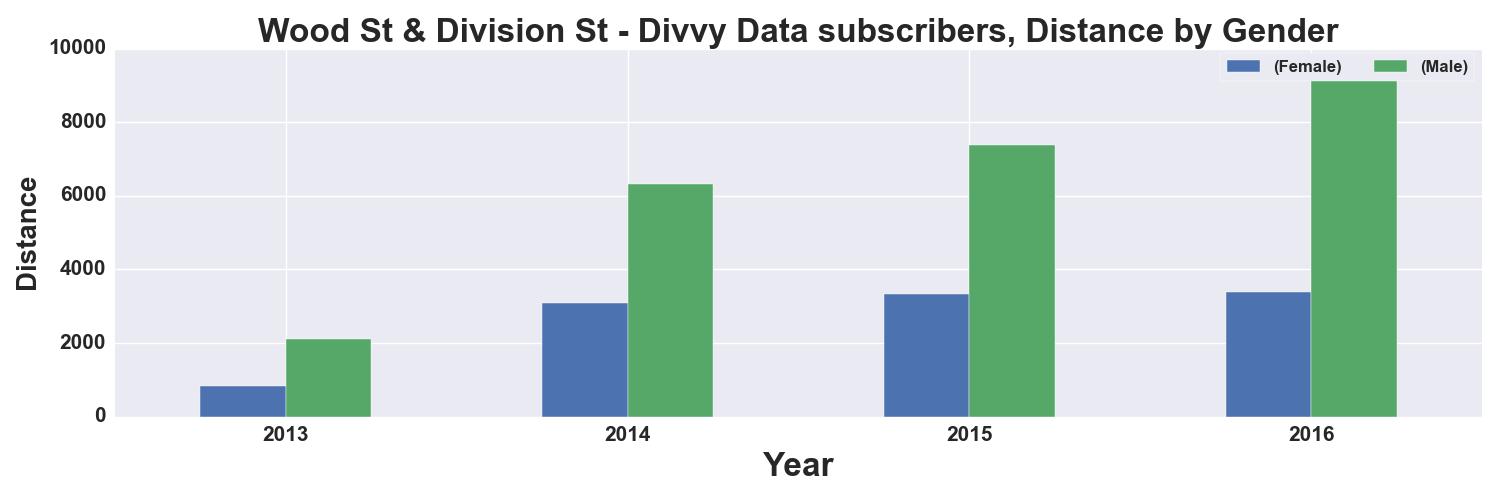 Wood St & Division St - Divvy Data subscribers, Distance by Gender
10000
8000
6000
4000
2000
0
Distance
(Female) (Male)
2013 2014 2015 2016
Year